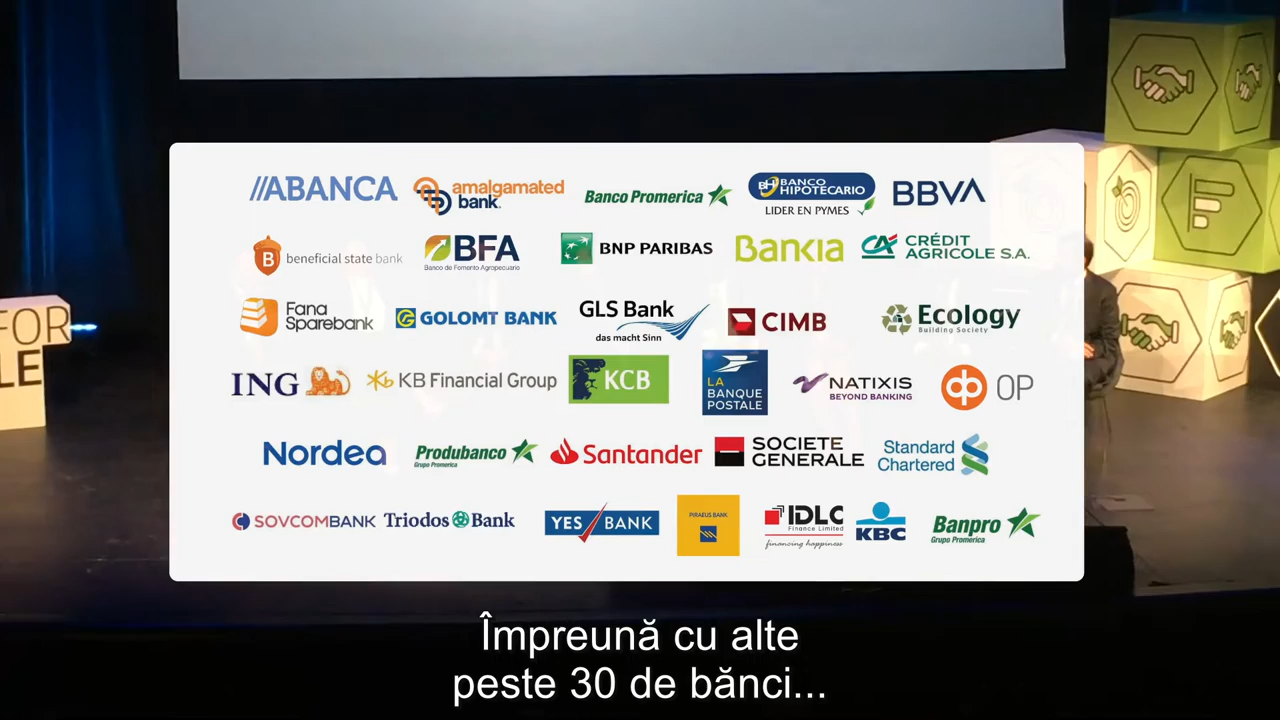 ABANCA
amalgamated
bank.
Banco Promerica
BH BANCO
HIPOTECARIO
LIDER EN PYMES
BBVA
B beneficial state bank
BFA
Banco de Fomento Agropecuario
BNP PARIBAS
Bankia
CA CRÉDIT
AGRICOLE S.A.
Fana
Sparebank
GOLOMT BANK
GLS Bank
das macht Sinn
CIMB
Ecology
Building Society
FOR
LE
ING
KB Financial Group
KCB
LA
BANQUE
POSTALE
NATIXIS
BEYOND BANKING
OP
Nordea
Produbanco
Grupo Promerica
Santander
SOCIETE
GENERALE
Standard
Chartered
SOVCOMBANK
Triodos Bank
YES BANK
PIRAEUS BANK
IDLC
Finance Limited
financing happiness
KBC
Banpro
Grupo Promerica
Împreună cu alte
peste 30 de bănci...